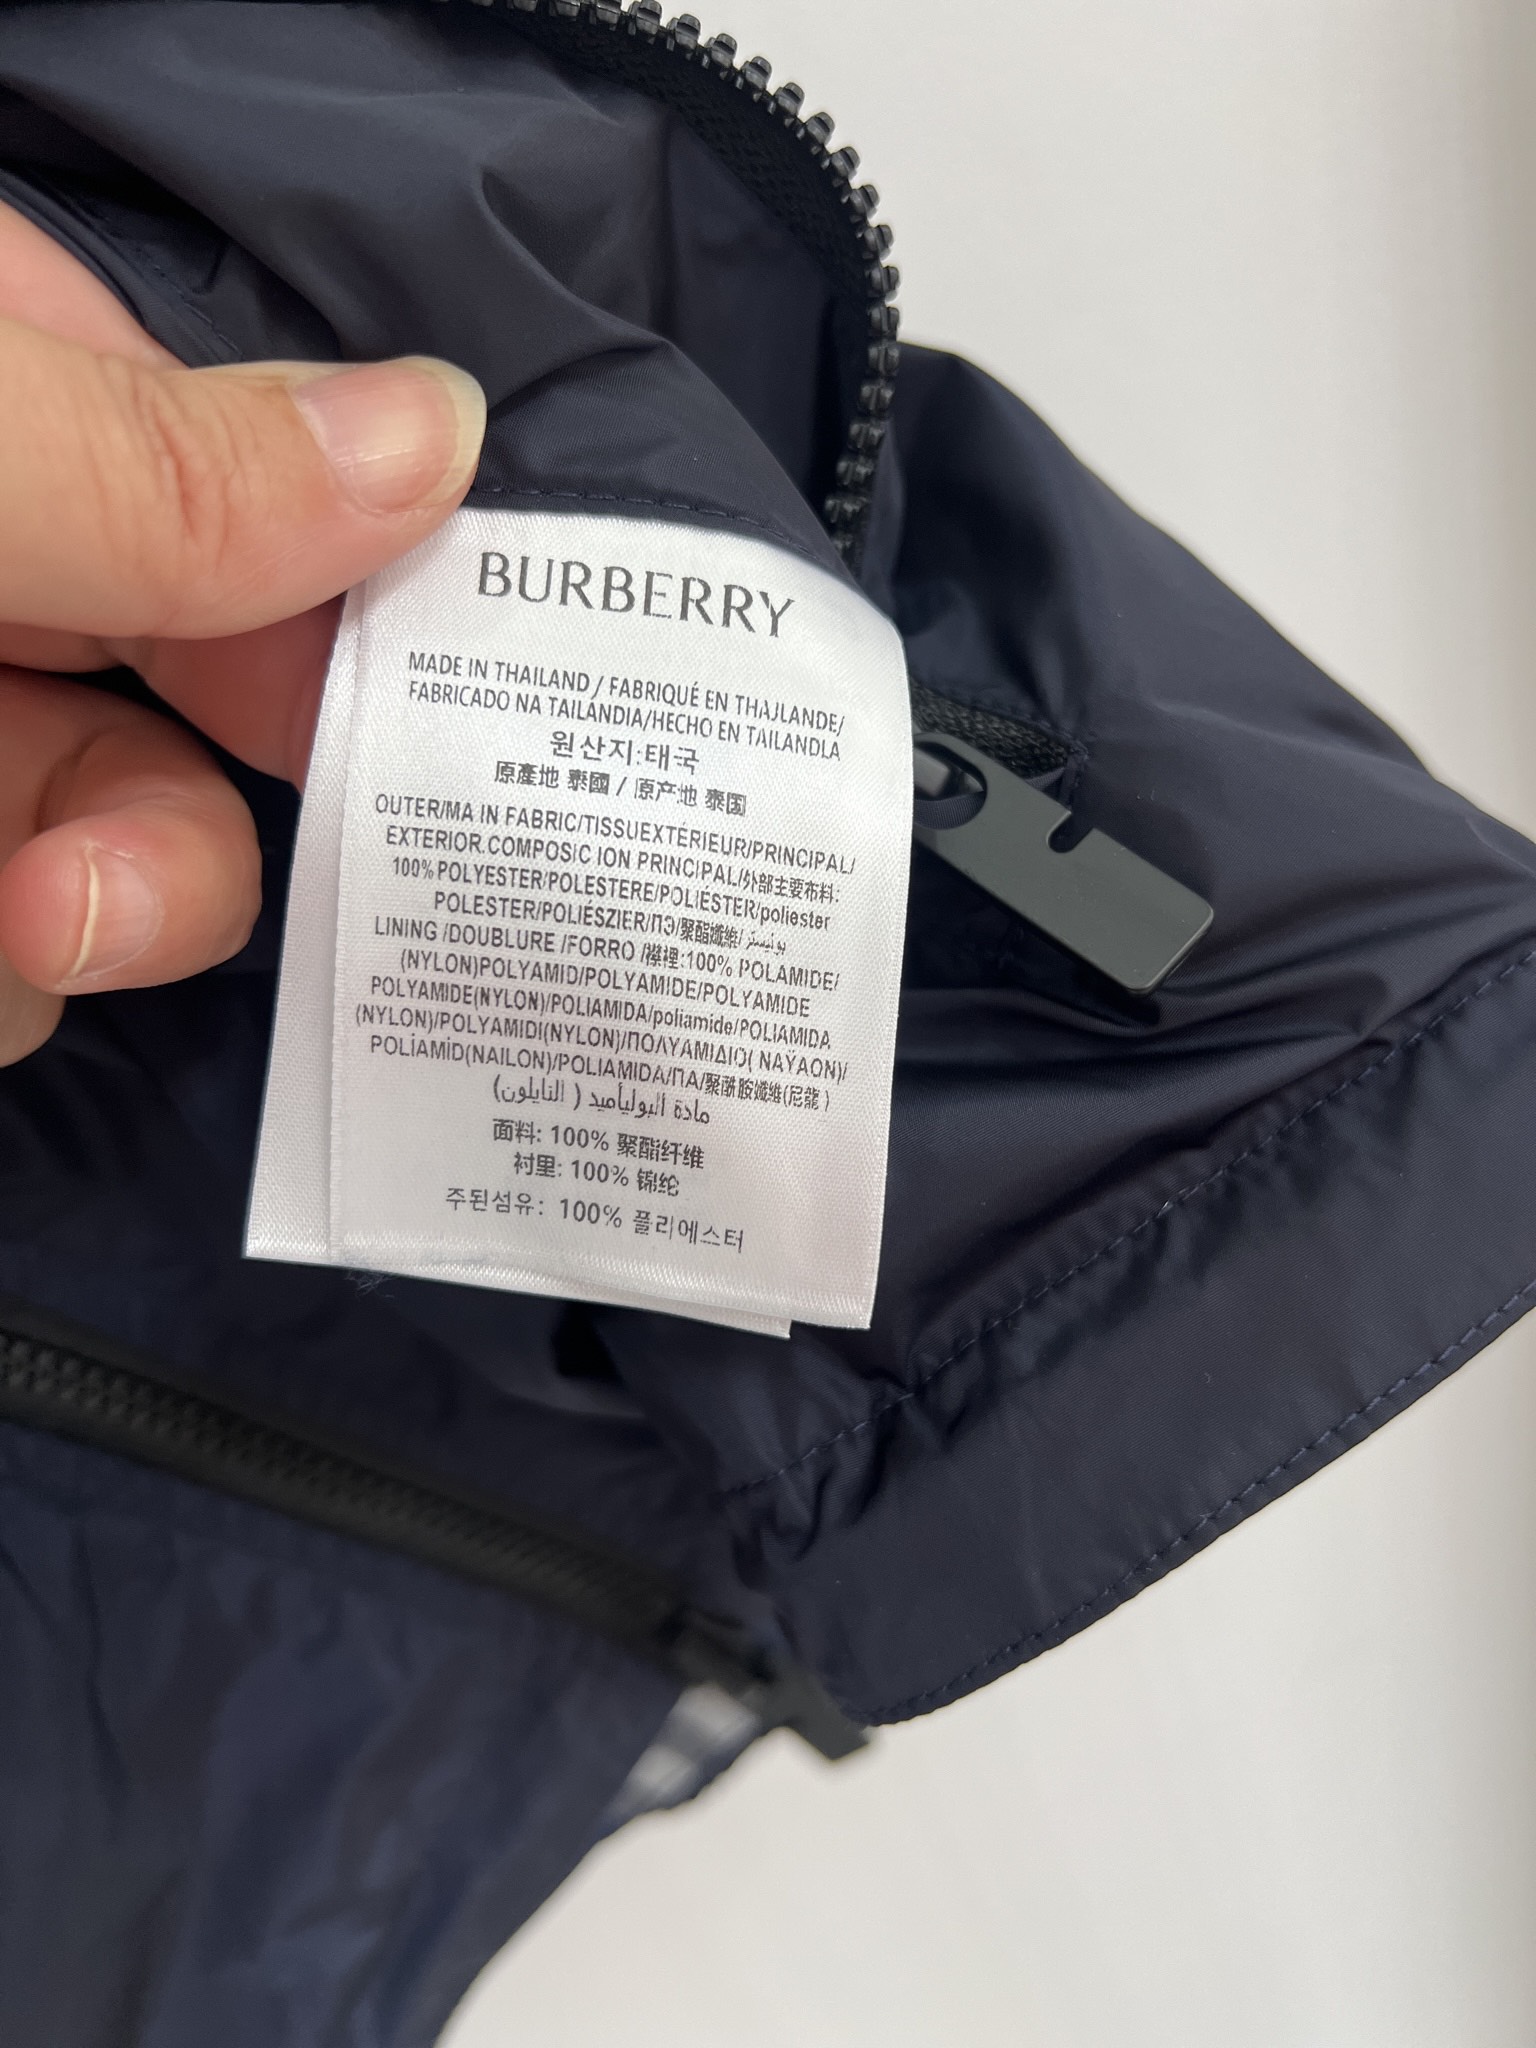 BURBERRY
MADE IN THAILAND / FABRIQUÉ EN THAJLANDE/
FABRICADO NA TAILANDIA/HECHO EN TAILANDLA
원산지:태국
原產地 泰國 / 原产地 泰国
OUTER/MA IN FABRIC/TISSUEXTÉRIEUR/PRINCIPAL/
EXTERIOR.COMPOSIC ION PRINCIPAL/外部主要布料:
100% POLYESTER/POLESTERE/POLIÉSTER/poliester
POLESTER/POLIÉSZIER/ПЭ/聚酯纖維/ بوليستر
LINING /DOUBLURE /FORRO /襟裡:100% POLAMIDE/
(NYLON)POLYAMID/POLYAMIDE/POLYAMIDE
POLYAMIDE(NYLON)/POLIAMIDA/poliamide/POLIAMIDA
(NYLON)/POLYAMIDI(NYLON)/ΠΟΛΥΑΜΙΔΙΟ( ΝΑΫΑΟΝ)/
POLİAMİD(NAILON)/POLIAMIDA/ПА/聚酰胺纖維(尼龍 )
مادة البوليأميد ( النايلون)
面料: 100% 聚酯纤维
衬里: 100% 锦纶
주된섬유: 100% 폴리에스터